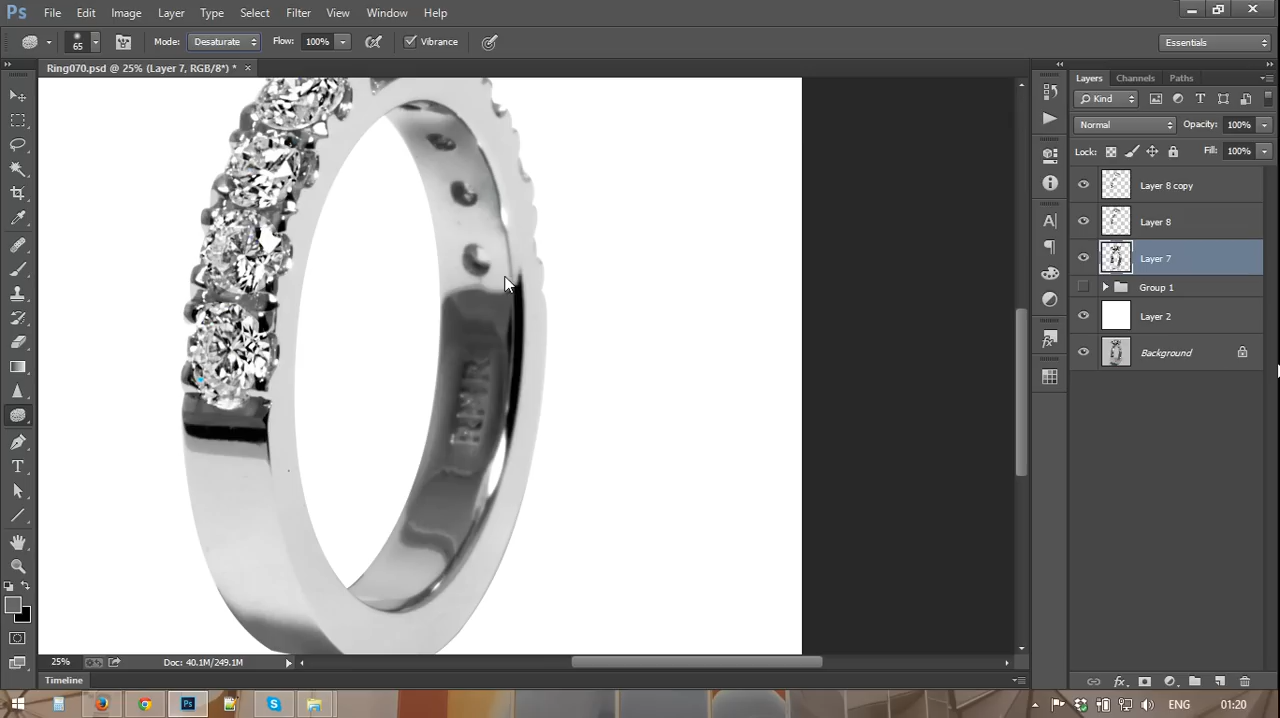 Ps File Edit Image Layer Type Select Filter View Window Help
65 Mode: Desaturate Flow: 100% Vibrance Essentials
Ring070.psd @ 25% (Layer 7, RGB/8*) * ×
Layers Channels Paths
Kind
Normal Opacity: 100%
Lock: Fill: 100%
Layer 8 copy
Layer 8
Layer 7
Group 1
Layer 2
Background
RMR
25% Doc: 40.1M/249.1M
Timeline
ENG 01:20